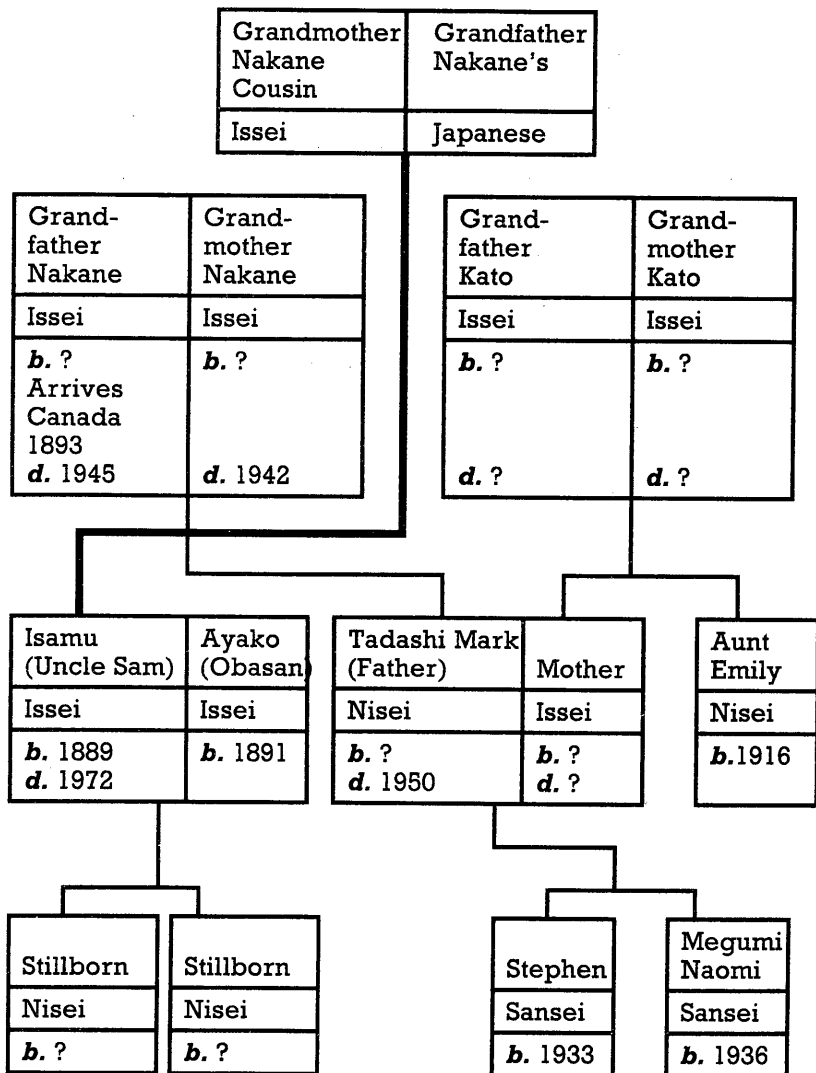 Grandmother
Nakane
Cousin
Grandfather
Nakane's
Issei
Japanese
Grand-
father
Nakane
Grand-
mother
Nakane
Issei
Issei
b. ?
Arrives
Canada
1893
d. 1945
b. ?
d. 1942
Grand-
father
Kato
Grand-
mother
Kato
Issei
Issei
b. ?
d. ?
b. ?
d. ?
Isamu
(Uncle Sam)
Ayako
(Obasan)
Issei
Issei
b. 1889
d. 1972
b. 1891
Tadashi Mark
(Father)
Mother
Nisei
Issei
b. ?
d. 1950
b. ?
d. ?
Aunt
Emily
Nisei
b.1916
Stillborn
Nisei
b. ?
Stillborn
Nisei
b. ?
Stephen
Sansei
b. 1933
Megumi
Naomi
Sansei
b. 1936